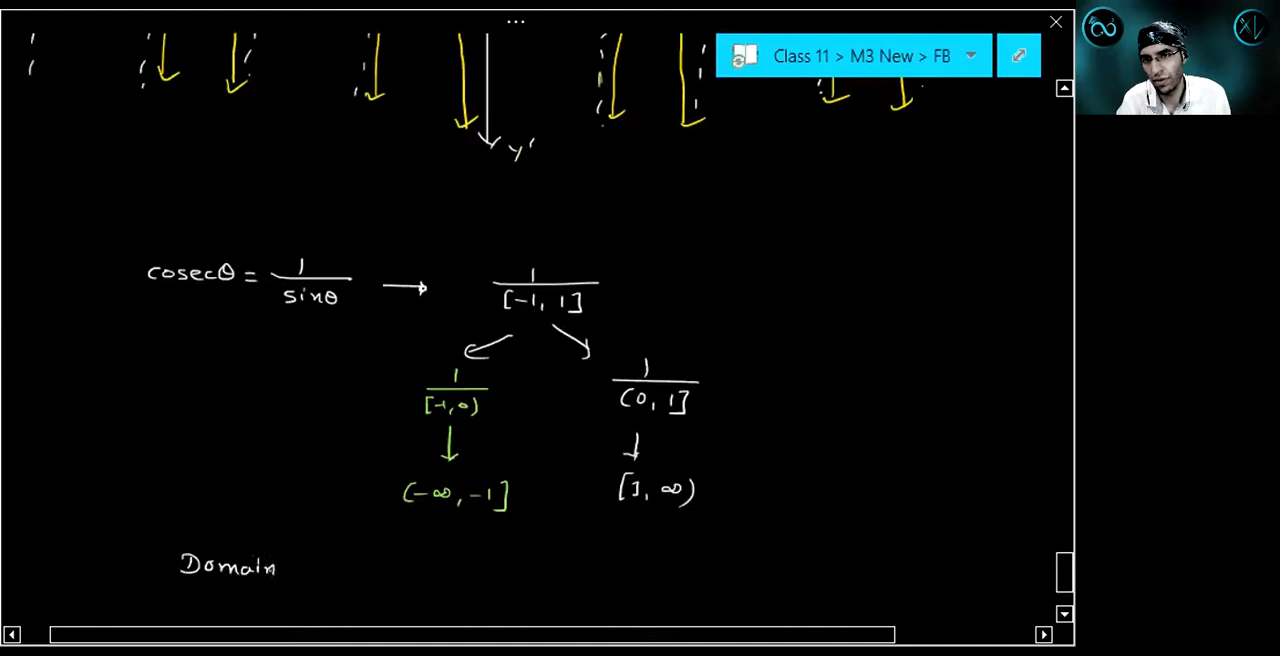 Class 11 > M3 New > FB
y'
cosecθ = 1/sinθ → 1/[-1, 1]
1/[-1, 0) 1/(0, 1]
(-∞, -1] [1, ∞)
Domain